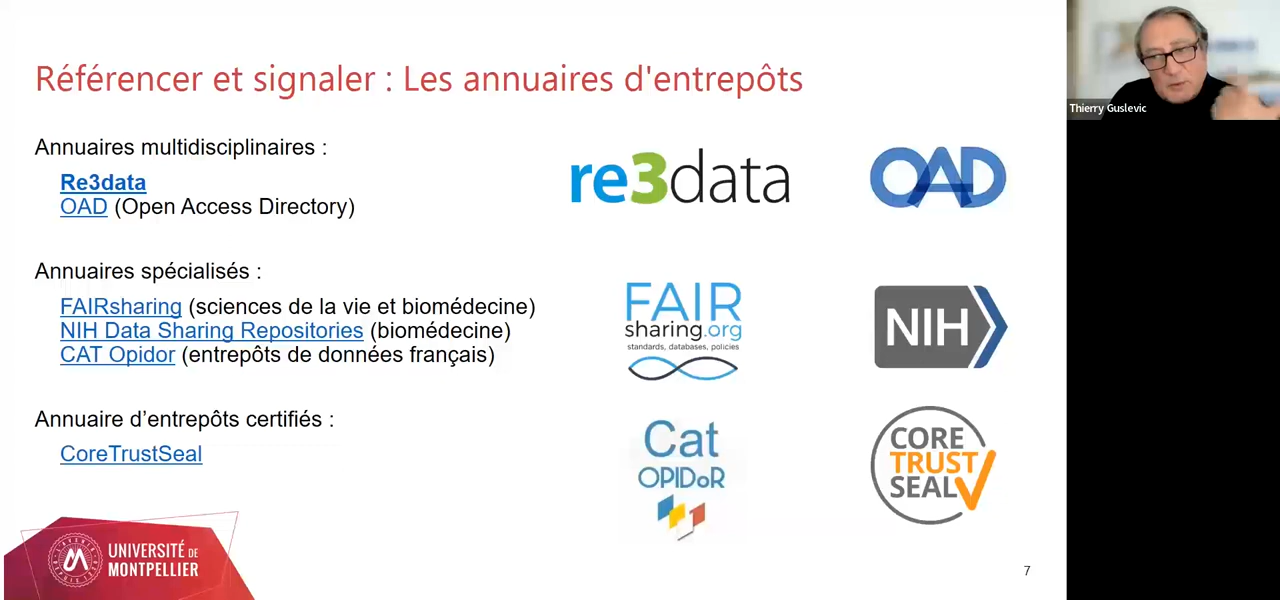 Référencer et signaler : Les annuaires d'entrepôts
Annuaires multidisciplinaires :
Re3data
OAD (Open Access Directory)
re3data
OAD
Annuaires spécialisés :
FAIRsharing (sciences de la vie et biomédecine)
NIH Data Sharing Repositories (biomédecine)
CAT Opidor (entrepôts de données français)
FAIR
sharing.org
standards, databases, policies
NIH
Annuaire d’entrepôts certifiés :
CoreTrustSeal
Cat
OPIDoR
CORE
TRUST
SEAL
UNIVERSITÉ DE
MONTPELLIER
7
Thierry Guslevic